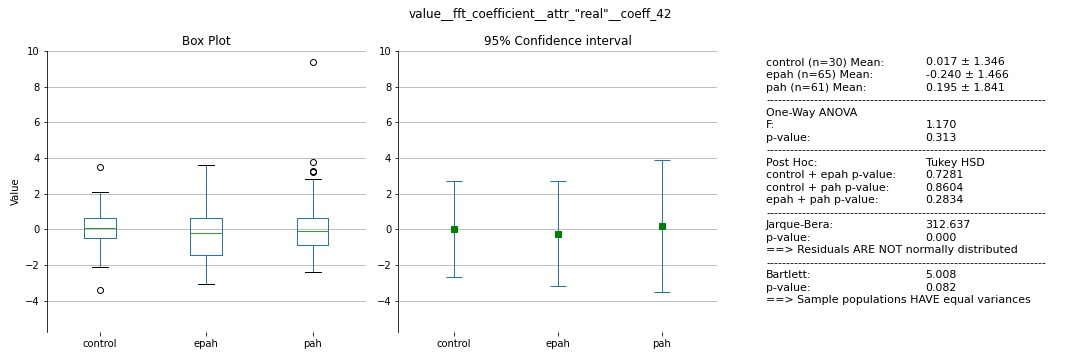 value__fft_coefficient__attr_"real"__coeff_42
Box Plot
95% Confidence interval
Value
10
8
6
4
2
0
−2
−4
control
epah
pah
10
8
6
4
2
0
−2
−4
control
epah
pah
control (n=30) Mean: 0.017 ± 1.346
epah (n=65) Mean: -0.240 ± 1.466
pah (n=61) Mean: 0.195 ± 1.841
One-Way ANOVA
F: 1.170
p-value: 0.313
Post Hoc: Tukey HSD
control + epah p-value: 0.7281
control + pah p-value: 0.8604
epah + pah p-value: 0.2834
Jarque-Bera: 312.637
p-value: 0.000
==> Residuals ARE NOT normally distributed
Bartlett: 5.008
p-value: 0.082
==> Sample populations HAVE equal variances